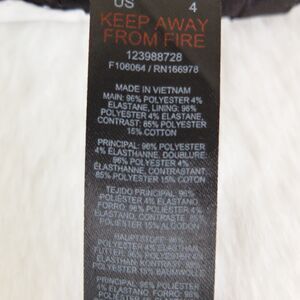 US 4
KEEP AWAY
FROM FIRE
123988728
F106064 / RN166978
MADE IN VIETNAM
MAIN: 96% POLYESTER 4%
ELASTANE, LINING: 96%
POLYESTER 4% ELASTANE,
CONTRAST: 85% POLYESTER
15% COTTON
PRINCIPAL: 96% POLYESTER 4%
ÉLASTHANNE, DOUBLURE:
96% POLYESTER 4%
ÉLASTHANNE, CONTRASTANT:
85% POLYESTER 15% COTON
TEJIDO PRINCIPAL: 96%
POLIÉSTER 4% ELASTANO,
FORRO: 96% POLIÉSTER 4%
ELASTANO, CONTRASTE: 85%
POLIÉSTER 15% ALGODÓN
HAUPTSTOFF: 96%
POLYESTER 4% ELASTHAN,
FUTTER: 96% POLYESTER 4%
ELASTHAN, KONTRAST: 85%
POLYESTER 15% BAUMWOLLE
PRINCIPAL: 96%
POLIÉSTER 4% ELASTANO,
FORRO: 96%